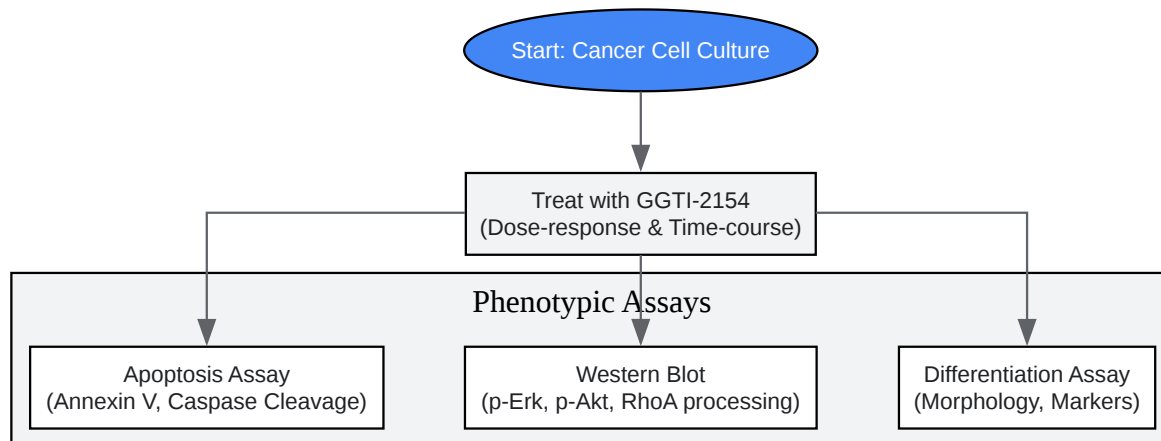 Start: Cancer Cell Culture
Treat with GGTI-2154
(Dose-response & Time-course)
Phenotypic Assays
Apoptosis Assay
(Annexin V, Caspase Cleavage)
Western Blot
(p-Erk, p-Akt, RhoA processing)
Differentiation Assay
(Morphology, Markers)